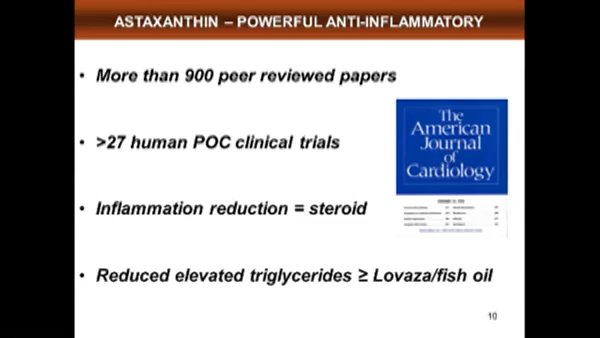 ASTAXANTHIN – POWERFUL ANTI-INFLAMMATORY
• More than 900 peer reviewed papers
• >27 human POC clinical trials
The
American
Journal
of
Cardiology
• Inflammation reduction = steroid
• Reduced elevated triglycerides ≥ Lovaza/fish oil
10